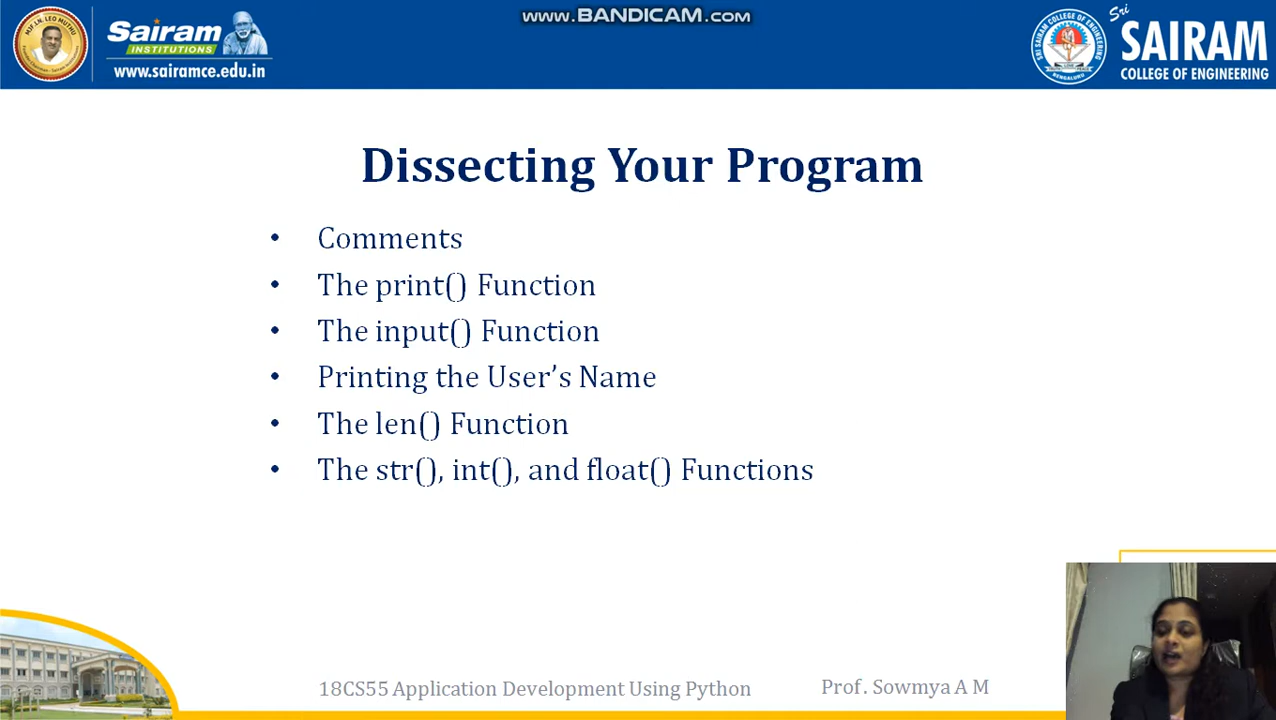 www.BANDICAM.com
Sairam
INSTITUTIONS
www.sairamce.edu.in
Sri
SAIRAM
COLLEGE OF ENGINEERING
Dissecting Your Program
• Comments
• The print() Function
• The input() Function
• Printing the User’s Name
• The len() Function
• The str(), int(), and float() Functions
18CS55 Application Development Using Python
Prof. Sowmya A M